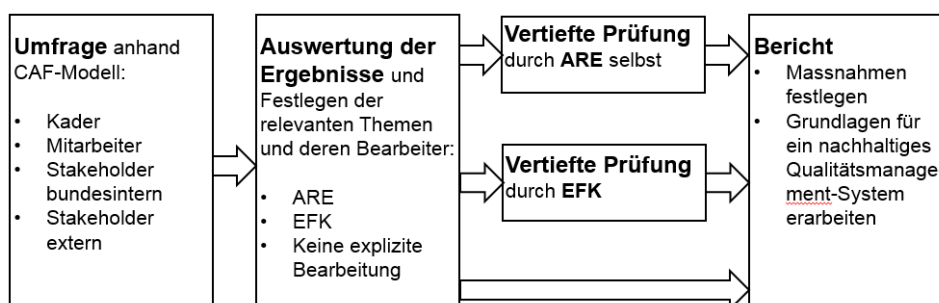 Umfrage anhand
CAF-Modell:
• Kader
• Mitarbeiter
• Stakeholder
bundesintern
• Stakeholder
extern
Auswertung der
Ergebnisse und
Festlegen der
relevanten Themen
und deren Bearbeiter:
• ARE
• EFK
• Keine explizite
Bearbeitung
Vertiefte Prüfung
durch ARE selbst
Vertiefte Prüfung
durch EFK
Bericht
• Massnahmen
festlegen
• Grundlagen für
ein nachhaltiges
Qualitätsmanage
ment-System
erarbeiten